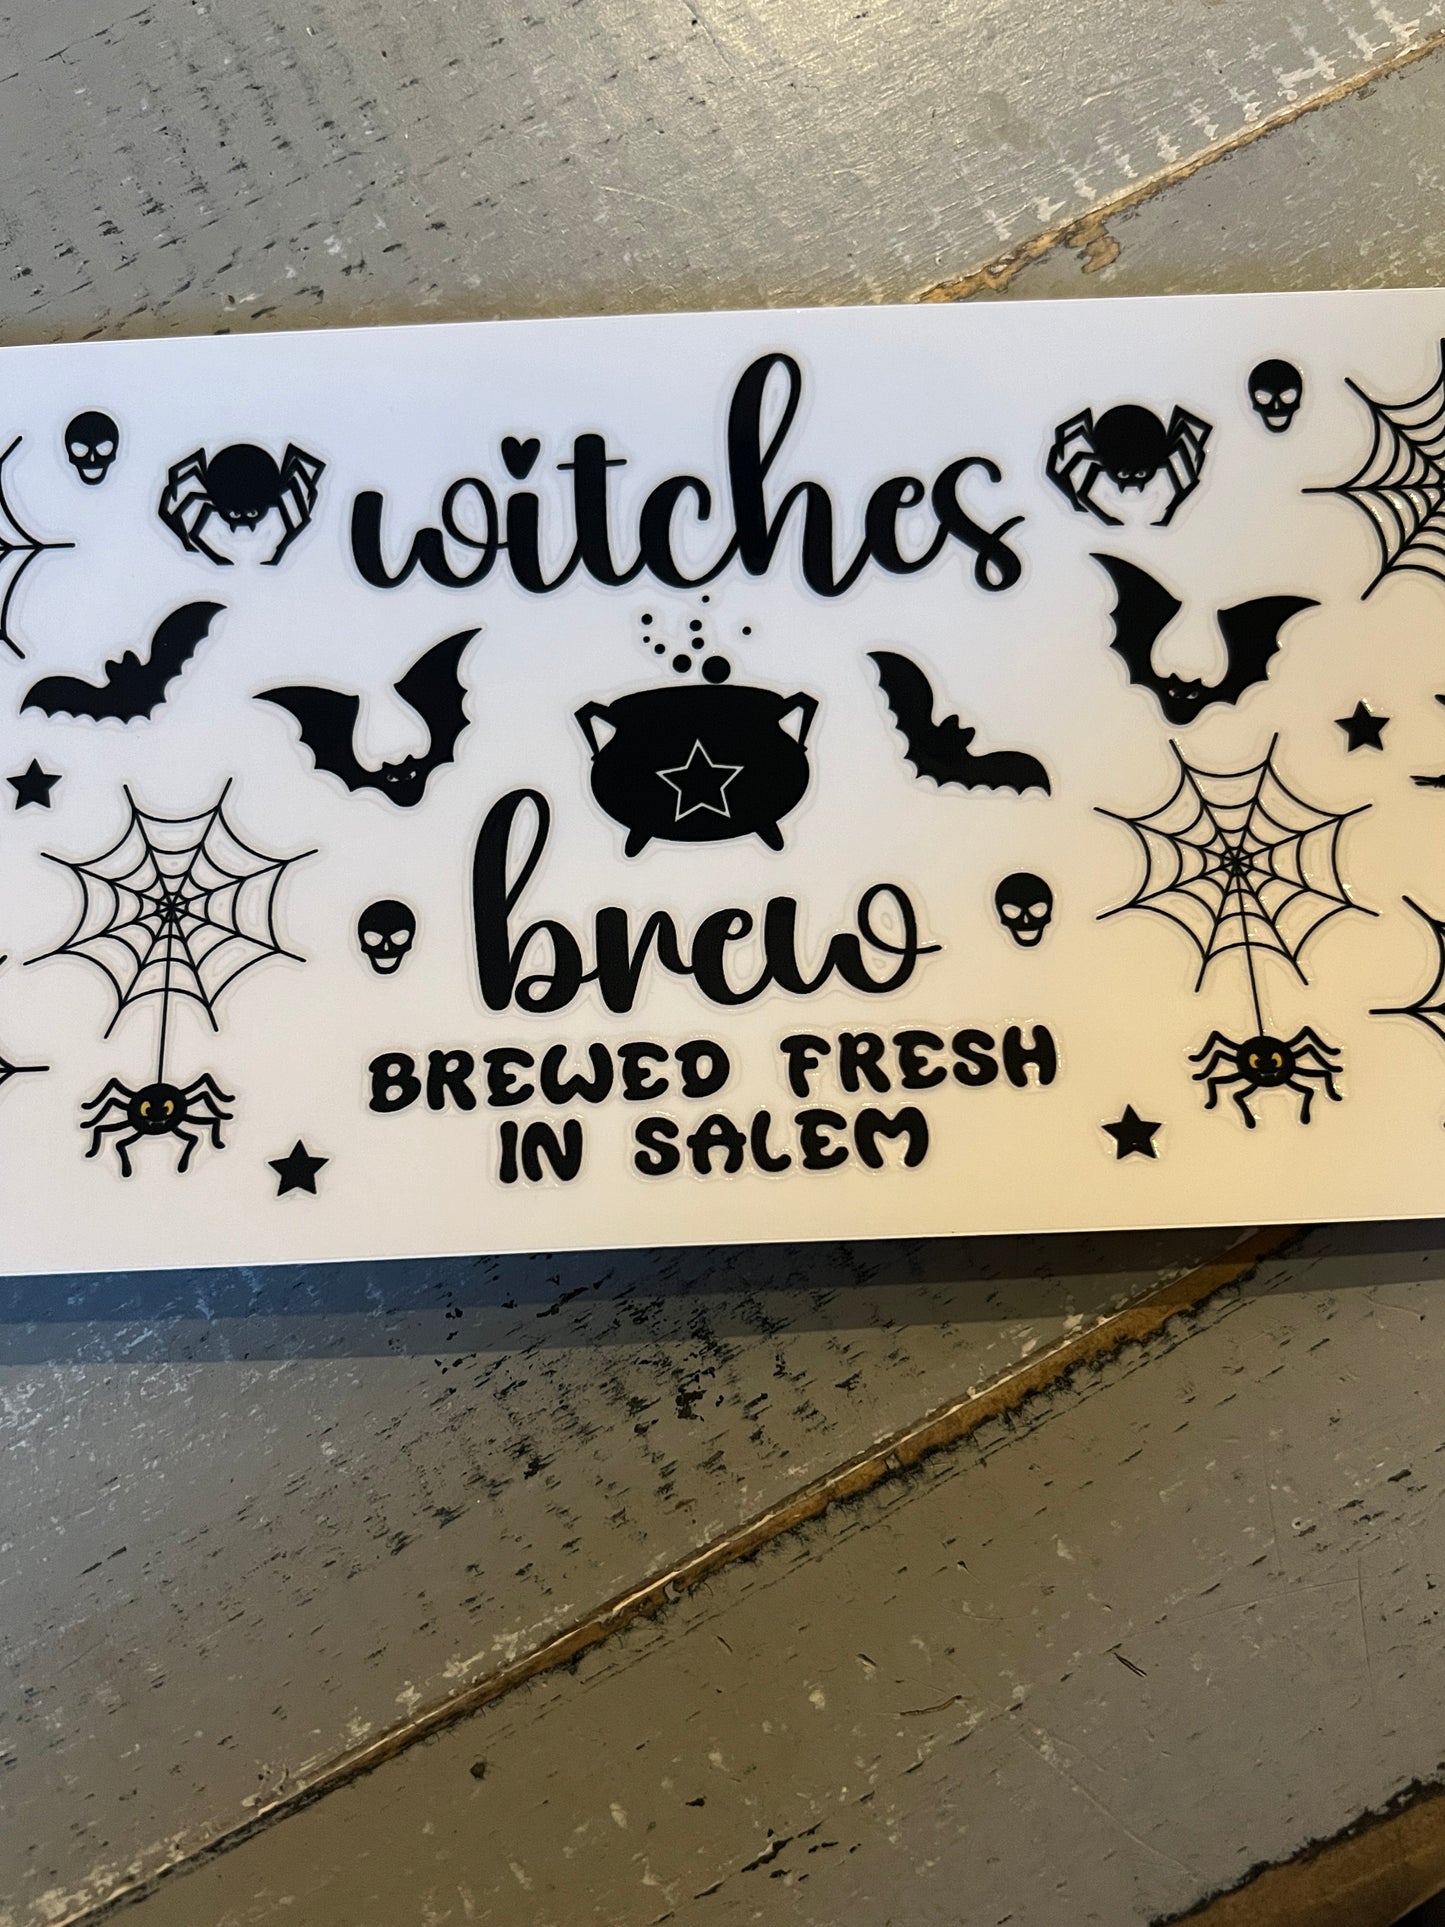 witches
brew
BREWED FRESH
IN SALEM